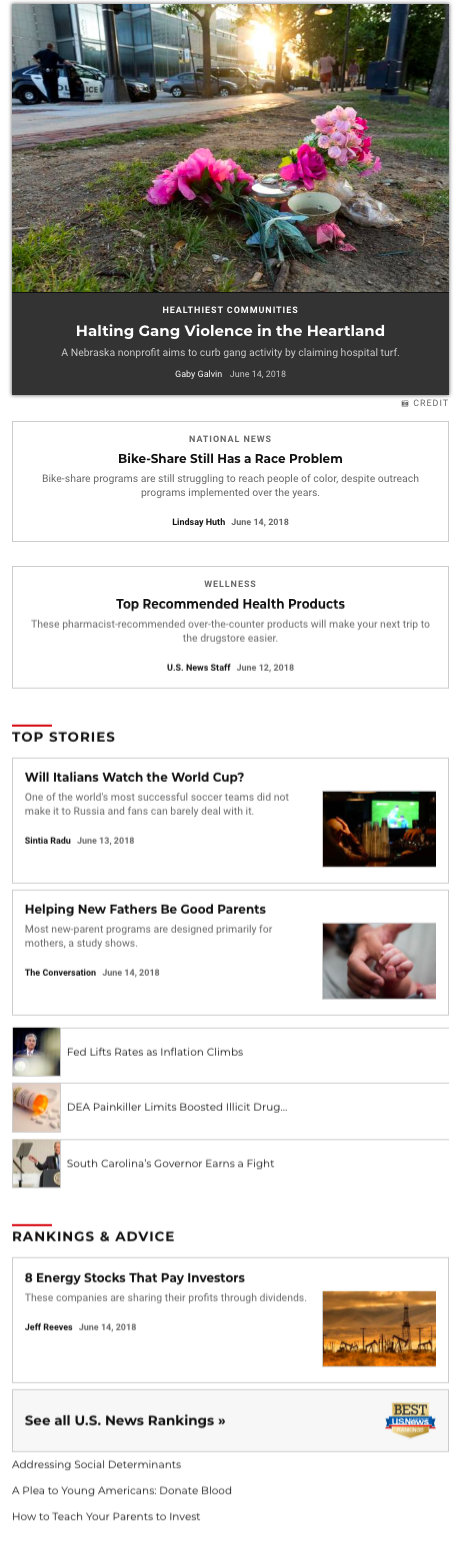 POLICE
HEALTHIEST COMMUNITIES
Halting Gang Violence in the Heartland
A Nebraska nonprofit aims to curb gang activity by claiming hospital turf.
Gaby Galvin June 14, 2018
CREDIT
NATIONAL NEWS
Bike-Share Still Has a Race Problem
Bike-share programs are still struggling to reach people of color, despite outreach
programs implemented over the years.
Lindsay Huth June 14, 2018
WELLNESS
Top Recommended Health Products
These pharmacist-recommended over-the-counter products will make your next trip to
the drugstore easier.
U.S. News Staff June 12, 2018
TOP STORIES
Will Italians Watch the World Cup?
One of the world's most successful soccer teams did not
make it to Russia and fans can barely deal with it.
Sintia Radu June 13, 2018
Helping New Fathers Be Good Parents
Most new-parent programs are designed primarily for
mothers, a study shows.
The Conversation June 14, 2018
Fed Lifts Rates as Inflation Climbs
DEA Painkiller Limits Boosted Illicit Drug...
South Carolina's Governor Earns a Fight
RANKINGS & ADVICE
8 Energy Stocks That Pay Investors
These companies are sharing their profits through dividends.
Jeff Reeves June 14, 2018
See all U.S. News Rankings »
BEST
U.S.News
RANKINGS
Addressing Social Determinants
A Plea to Young Americans: Donate Blood
How to Teach Your Parents to Invest